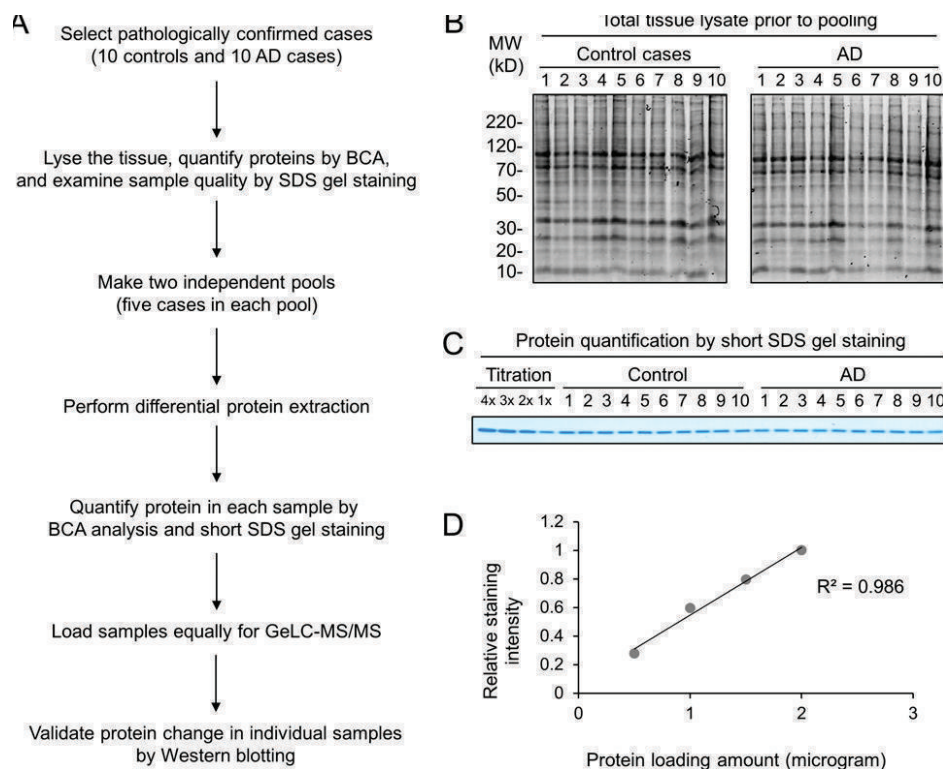 A
Select pathologically confirmed cases
(10 controls and 10 AD cases)
Lyse the tissue, quantify proteins by BCA,
and examine sample quality by SDS gel staining
Make two independent pools
(five cases in each pool)
Perform differential protein extraction
Quantify protein in each sample by
BCA analysis and short SDS gel staining
Load samples equally for GeLC-MS/MS
Validate protein change in individual samples
by Western blotting
B
Total tissue lysate prior to pooling
MW
(kD)
Control cases
AD
1 2 3 4 5 6 7 8 9 10
1 2 3 4 5 6 7 8 9 10
220-
120-
70-
50-
30-
20-
10-
C
Protein quantification by short SDS gel staining
Titration
Control
AD
4x 3x 2x 1x
1 2 3 4 5 6 7 8 9 10
1 2 3 4 5 6 7 8 9 10
D
Relative staining
intensity
1.2
1
0.8
0.6
0.4
0.2
0
R² = 0.986
0 1 2 3
Protein loading amount (microgram)